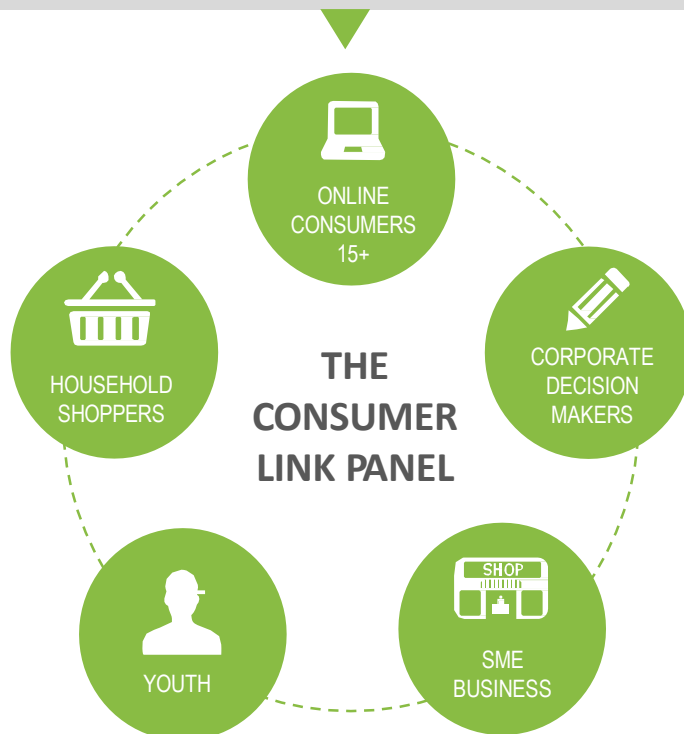 ONLINE
CONSUMERS
15+
HOUSEHOLD
SHOPPERS
THE
CONSUMER
LINK PANEL
CORPORATE
DECISION
MAKERS
YOUTH
SHOP
SME
BUSINESS